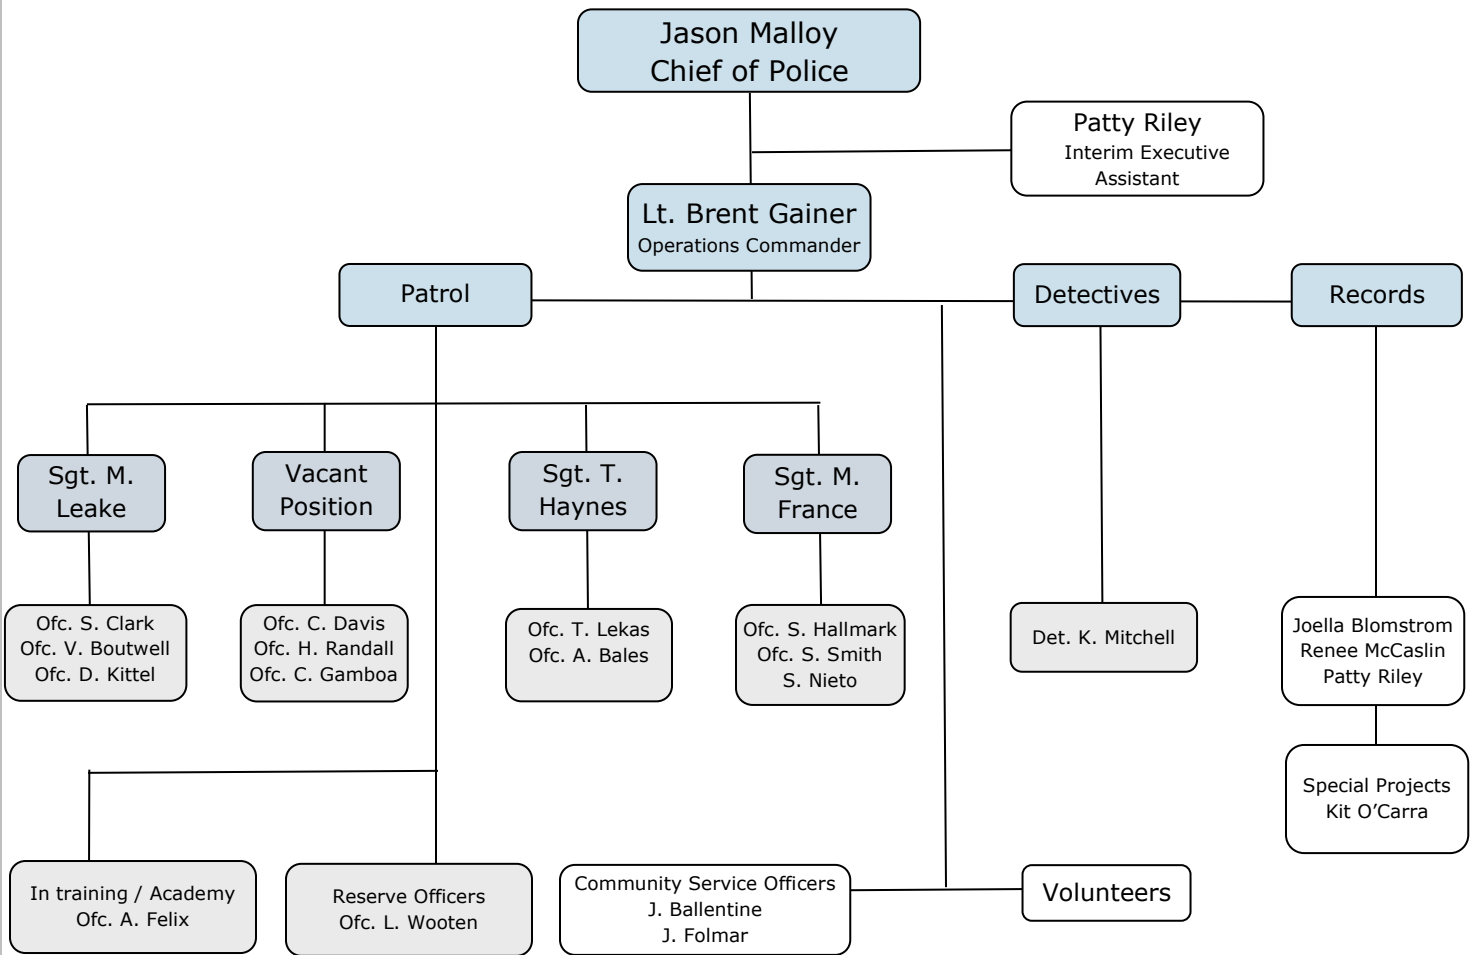 Jason Malloy
Chief of Police
Patty Riley
Interim Executive
Assistant
Lt. Brent Gainer
Operations Commander
Patrol
Detectives
Records
Sgt. M.
Leake
Vacant
Position
Sgt. T.
Haynes
Sgt. M.
France
Ofc. S. Clark
Ofc. V. Boutwell
Ofc. D. Kittel
Ofc. C. Davis
Ofc. H. Randall
Ofc. C. Gamboa
Ofc. T. Lekas
Ofc. A. Bales
Ofc. S. Hallmark
Ofc. S. Smith
S. Nieto
Det. K. Mitchell
Joella Blomstrom
Renee McCaslin
Patty Riley
Special Projects
Kit O’Carra
In training / Academy
Ofc. A. Felix
Reserve Officers
Ofc. L. Wooten
Community Service Officers
J. Ballentine
J. Folmar
Volunteers